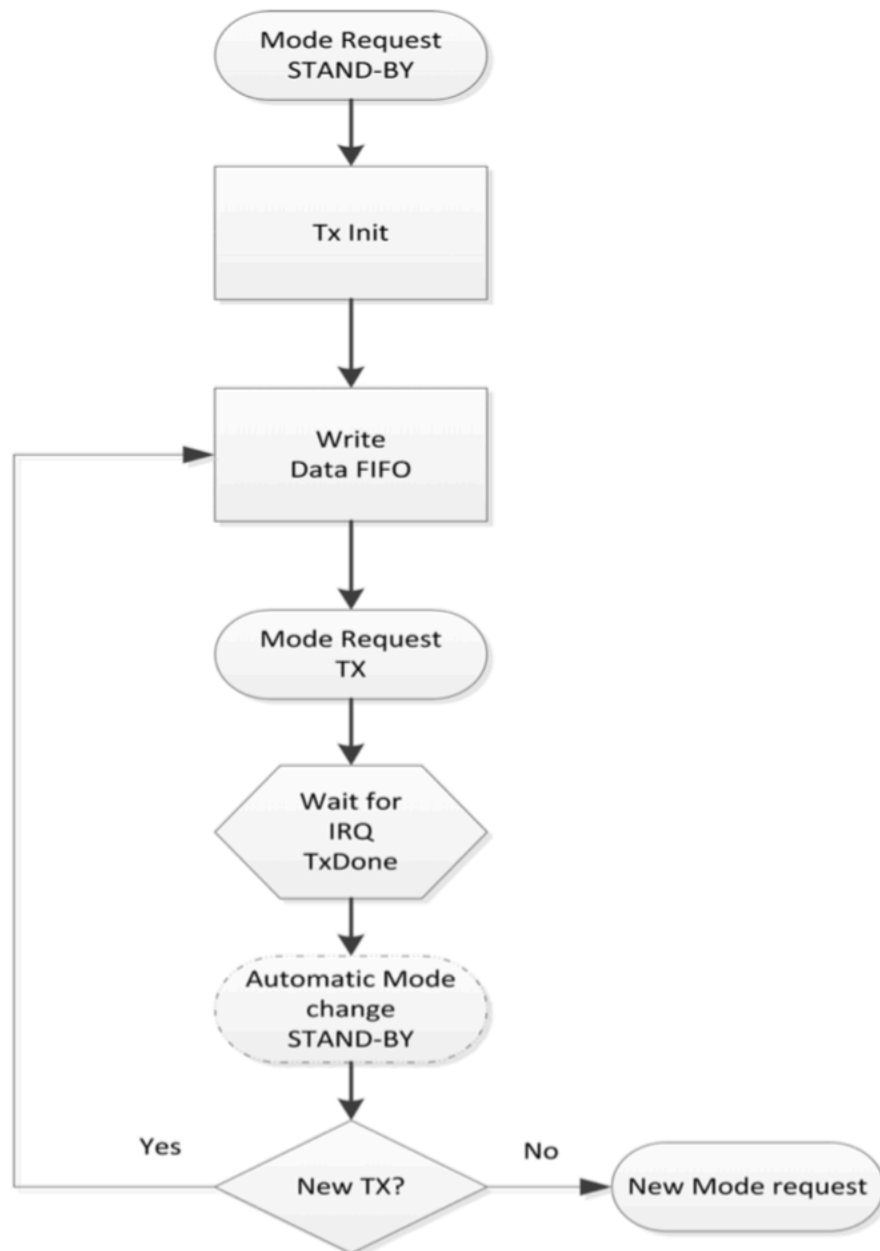 Mode Request
STAND-BY
Tx Init
Write
Data FIFO
Mode Request
TX
Wait for
IRQ
TxDone
Automatic Mode
change
STAND-BY
Yes
New TX?
No
New Mode request